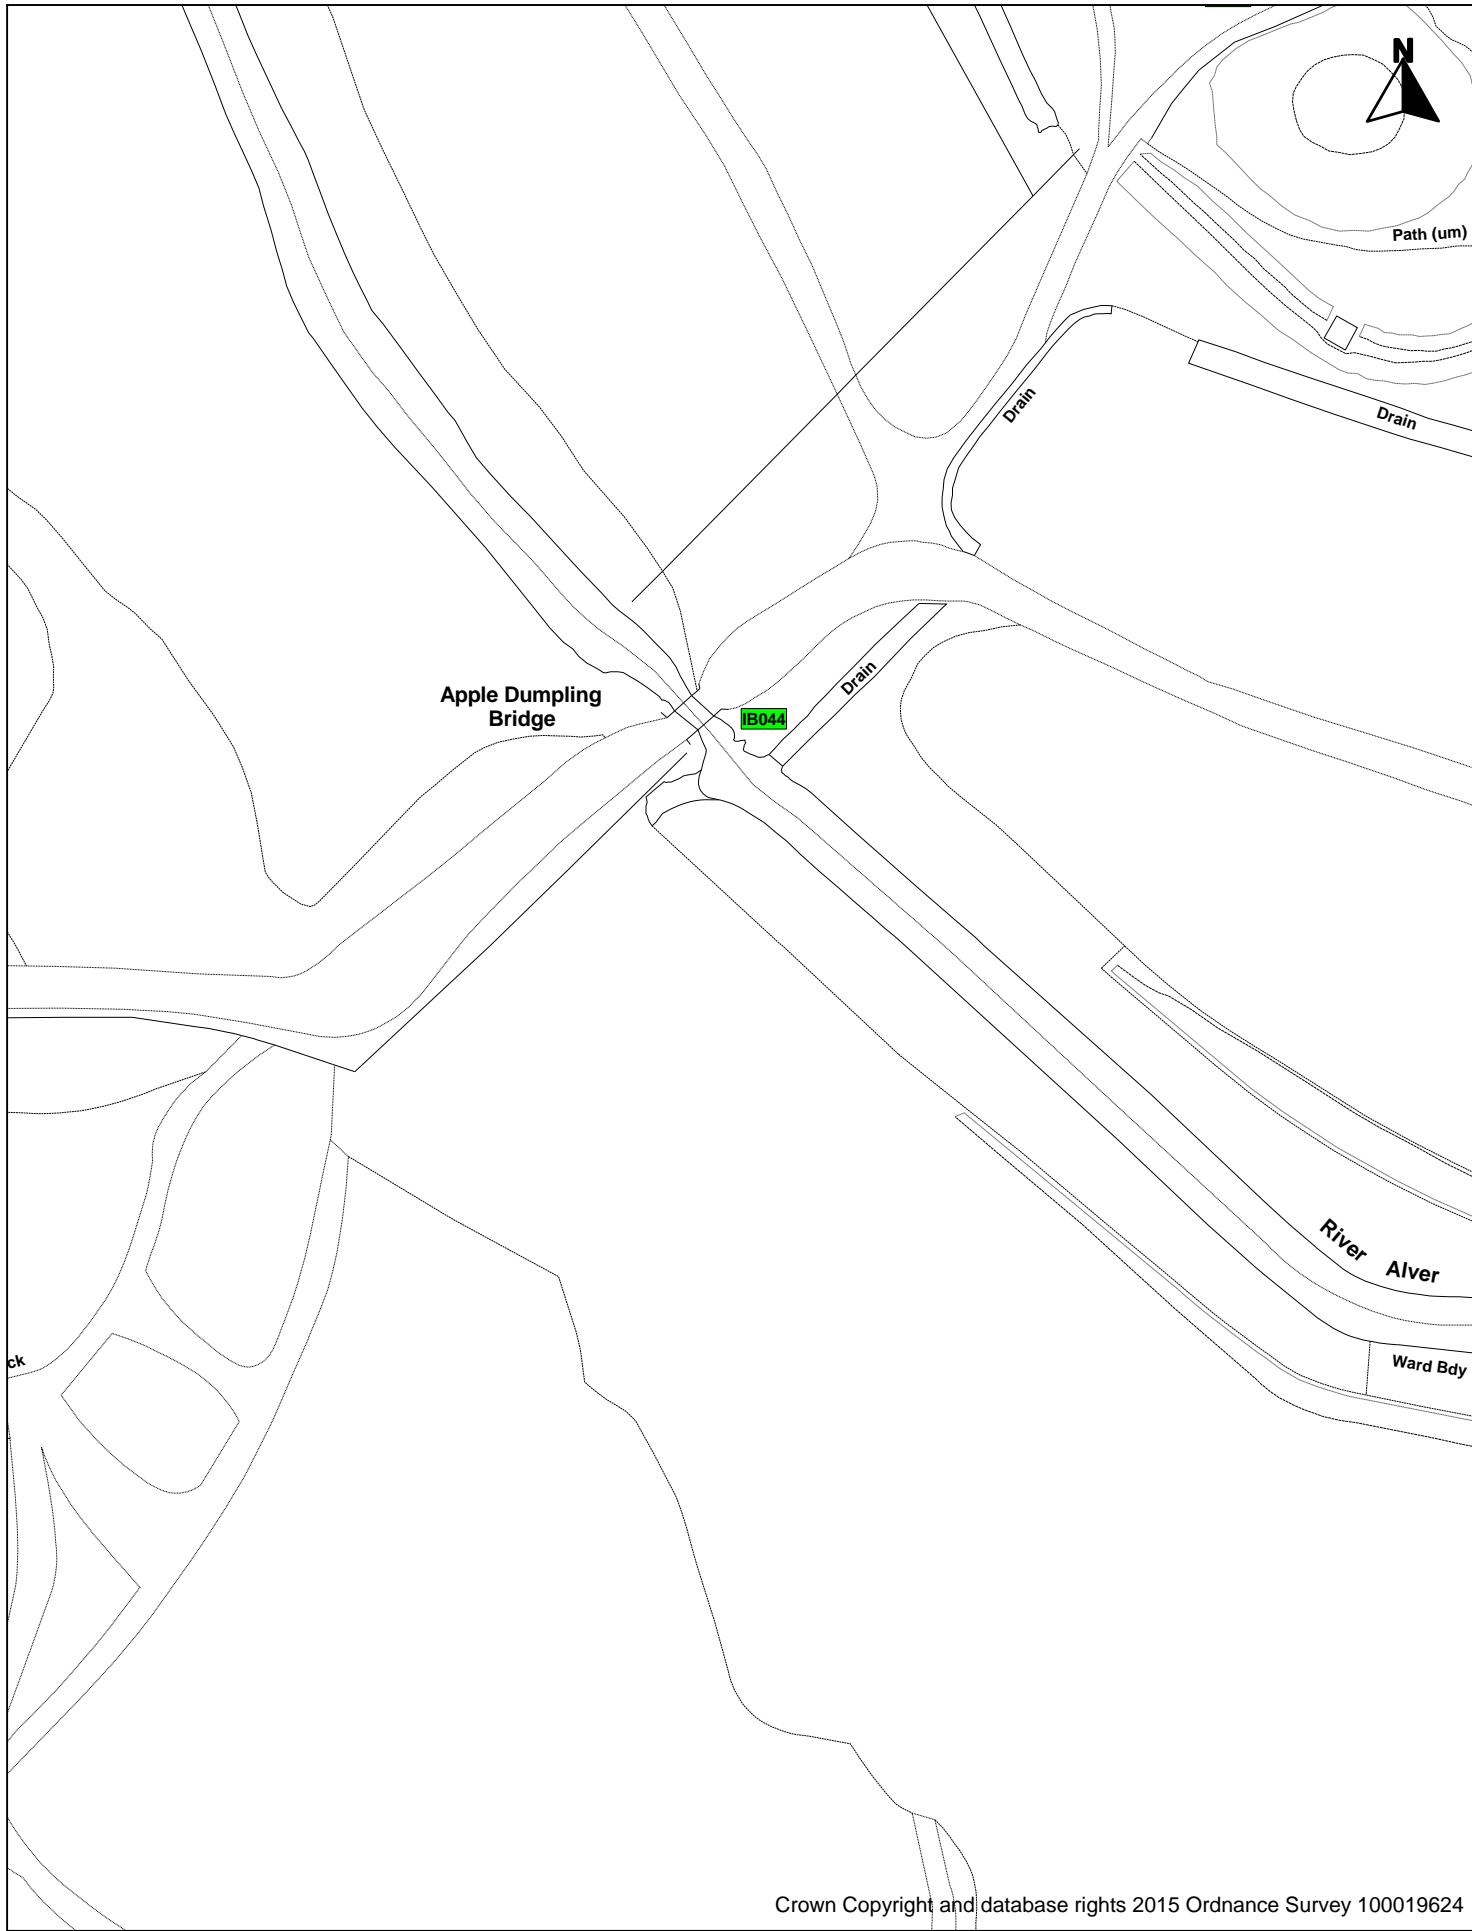 N
Path (um)
Drain
Drain
Drain
Apple Dumpling
Bridge
IB044
River Alver
ck
Ward Bdy
Crown Copyright and database rights 2015 Ordnance Survey 100019624